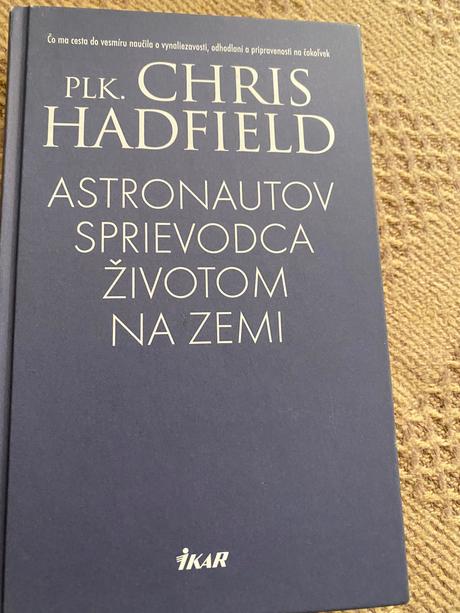 Čo ma cesta do vesmíru naučila o vynaliezavosti, odhodlaní a pripravenosti na čokoľvek
PLK. CHRIS
HADFIELD
ASTRONAUTOV
SPRIEVODCA
ŽIVOTOM
NA ZEMI
IKAR